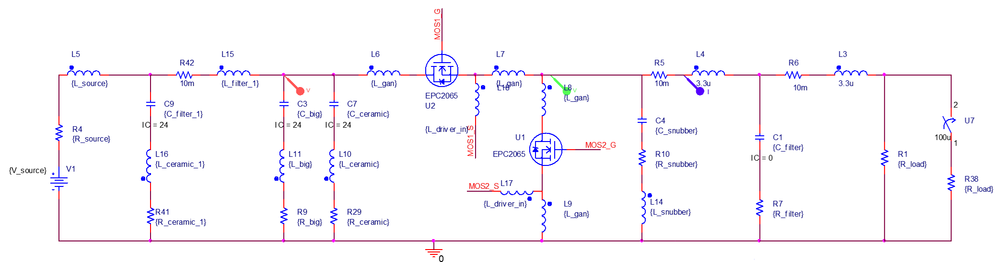 MOS1_G
L5
{L_source}
R42
10m
L15
{L_filter_1}
L6
{L_gan}
EPC2065
U2
L7
{L_gan}
L18
{L_driver_in}
MOS1_S
L8
{L_gan}
V
V
R5
10m
L4
3.3u
I
R6
10m
L3
3.3u
C9
{C_filter_1}
IC = 24
C3
{C_big}
IC = 24
C7
{C_ceramic}
IC = 24
R4
{R_source}
{V_source}
V1
L16
{L_ceramic_1}
L11
{L_big}
L10
{L_ceramic}
U1
EPC2065
MOS2_G
C4
{C_snubber}
R10
{R_snubber}
C1
{C_filter}
IC = 0
2
U7
100u
1
R1
{R_load}
R38
{R_load}
MOS2_S
L17
{L_driver_in}
L9
{L_gan}
L14
{L_snubber}
R7
{R_filter}
R41
{R_ceramic_1}
R9
{R_big}
R29
{R_ceramic}
0